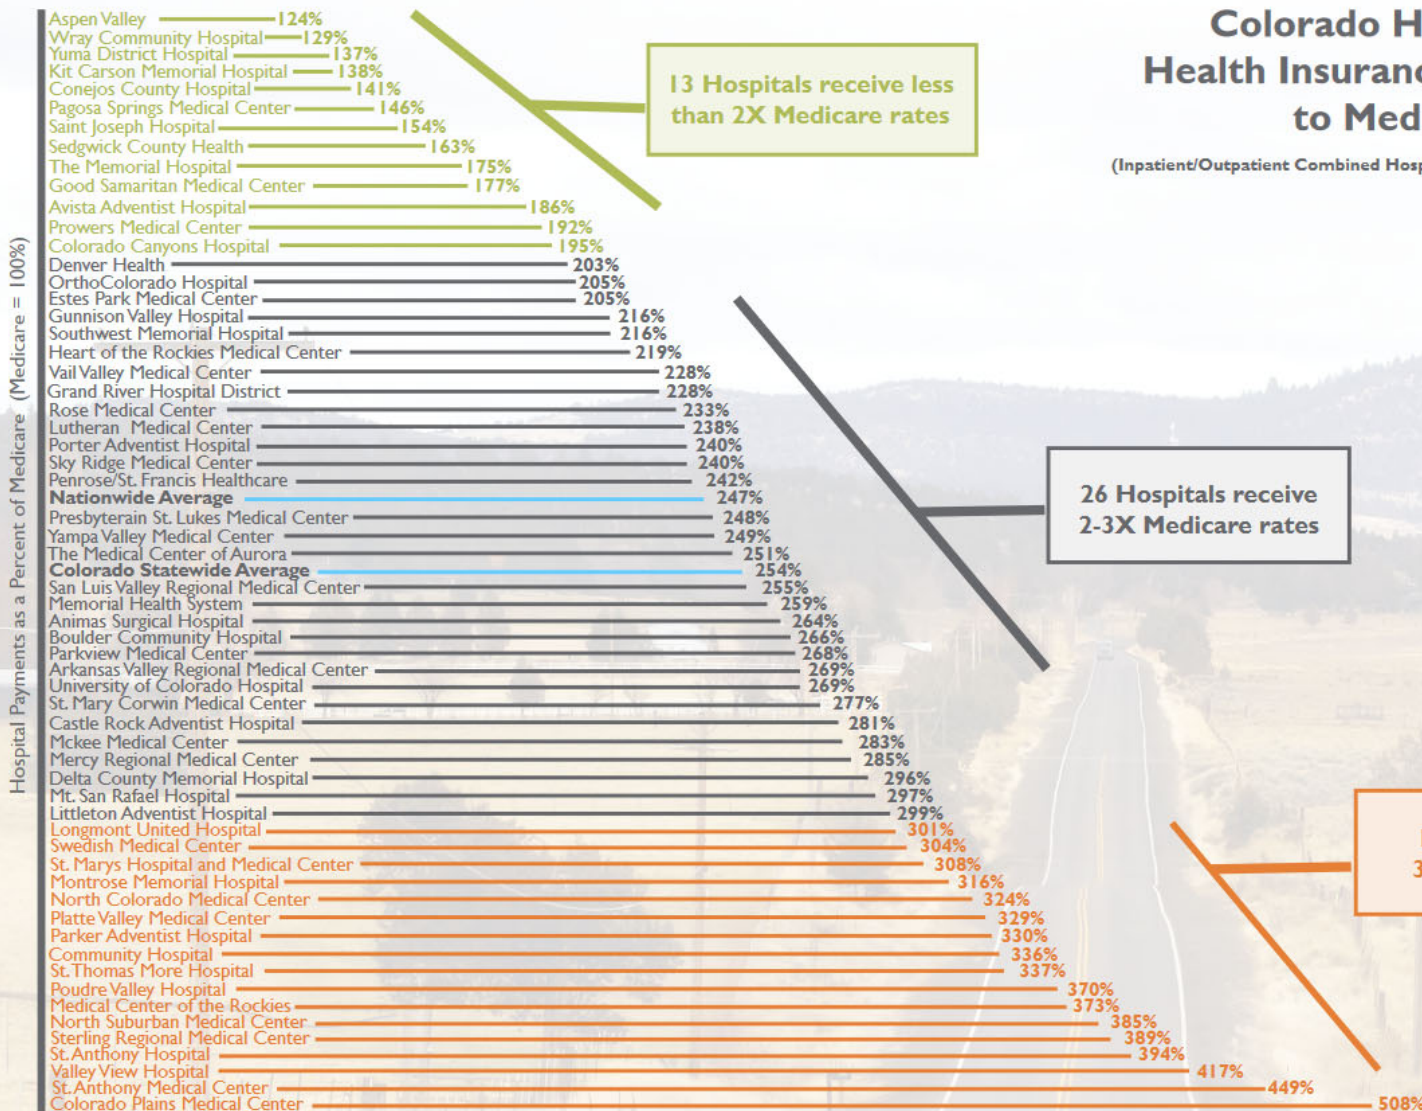 Colorado H
Health Insuranc
to Med
(Inpatient/Outpatient Combined Hosp
Hospital Payments as a Percent of Medicare (Medicare = 100%)
Aspen Valley 124%
Wray Community Hospital 129%
Yuma District Hospital 137%
Kit Carson Memorial Hospital 138%
Conejos County Hospital 141%
Pagosa Springs Medical Center 146%
Saint Joseph Hospital 154%
Sedgwick County Health 163%
The Memorial Hospital 175%
Good Samaritan Medical Center 177%
Avista Adventist Hospital 186%
Prowers Medical Center 192%
Colorado Canyons Hospital 195%
13 Hospitals receive less
than 2X Medicare rates
Denver Health 203%
OrthoColorado Hospital 205%
Estes Park Medical Center 205%
Gunnison Valley Hospital 216%
Southwest Memorial Hospital 216%
Heart of the Rockies Medical Center 219%
Vail Valley Medical Center 228%
Grand River Hospital District 228%
Rose Medical Center 233%
Lutheran Medical Center 238%
Porter Adventist Hospital 240%
Sky Ridge Medical Center 240%
Penrose/St. Francis Healthcare 242%
Nationwide Average 247%
Presbyterain St. Lukes Medical Center 248%
Yampa Valley Medical Center 249%
The Medical Center of Aurora 251%
Colorado Statewide Average 254%
San Luis Valley Regional Medical Center 255%
Memorial Health System 259%
Animas Surgical Hospital 264%
Boulder Community Hospital 266%
Parkview Medical Center 268%
Arkansas Valley Regional Medical Center 269%
University of Colorado Hospital 269%
St. Mary Corwin Medical Center 277%
Castle Rock Adventist Hospital 281%
Mckee Medical Center 283%
Mercy Regional Medical Center 285%
Delta County Memorial Hospital 296%
Mt. San Rafael Hospital 297%
Littleton Adventist Hospital 299%
26 Hospitals receive
2-3X Medicare rates
Longmont United Hospital 301%
Swedish Medical Center 304%
St. Marys Hospital and Medical Center 308%
Montrose Memorial Hospital 316%
North Colorado Medical Center 324%
Platte Valley Medical Center 329%
Parker Adventist Hospital 330%
Community Hospital 336%
St. Thomas More Hospital 337%
Poudre Valley Hospital 370%
Medical Center of the Rockies 373%
North Suburban Medical Center 385%
Sterling Regional Medical Center 389%
St. Anthony Hospital 394%
Valley View Hospital 417%
St. Anthony Medical Center 449%
Colorado Plains Medical Center 508%
3